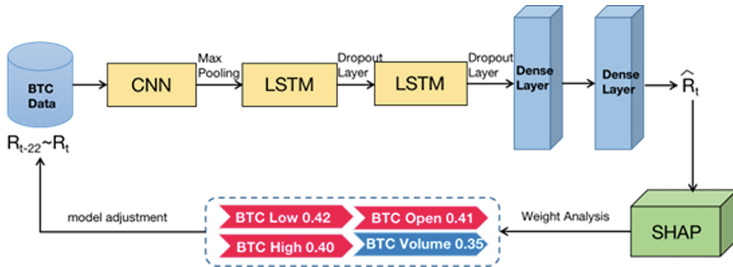 BTC
Data
R_{t-22}~R_t
CNN
Max
Pooling
LSTM
Dropout
Layer
LSTM
Dropout
Layer
Dense
Layer
Dense
Layer
R̂_t
SHAP
Weight Analysis
BTC Low 0.42
BTC Open 0.41
BTC High 0.40
BTC Volume 0.35
model adjustment